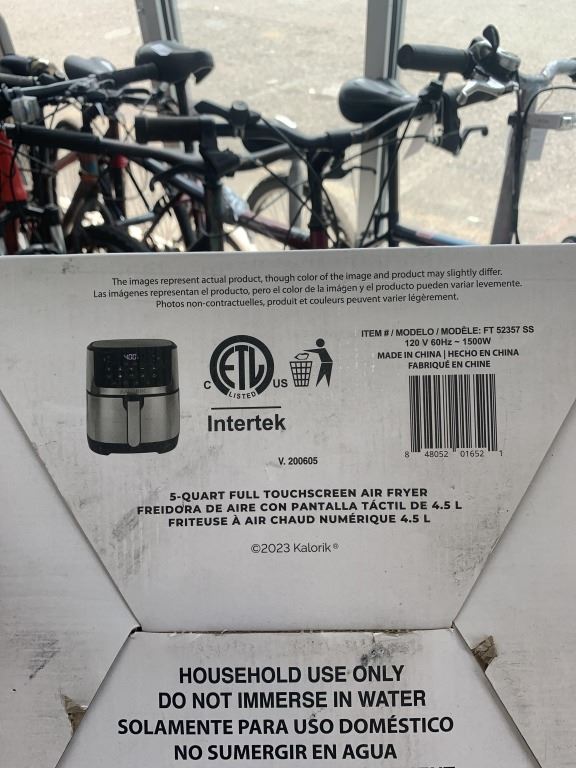 The images represent actual product, though color of the image and product may slightly differ.
Las imágenes representan el producto, pero el color de la imágen y el producto pueden variar levemente.
Photos non-contractuelles, produit et couleurs peuvent varier légèrement.
400
ITEM # / MODELO / MODÈLE: FT 52357 SS
120 V 60Hz ~ 1500W
MADE IN CHINA | HECHO EN CHINA
FABRIQUÉ EN CHINE
C ETL US
LISTED
Intertek
8 48052 01652 1
V. 200605
5-QUART FULL TOUCHSCREEN AIR FRYER
FREIDORA DE AIRE CON PANTALLA TÁCTIL DE 4.5 L
FRITEUSE À AIR CHAUD NUMÉRIQUE 4.5 L
©2023 Kalorik®
HOUSEHOLD USE ONLY
DO NOT IMMERSE IN WATER
SOLAMENTE PARA USO DOMÉSTICO
NO SUMERGIR EN AGUA